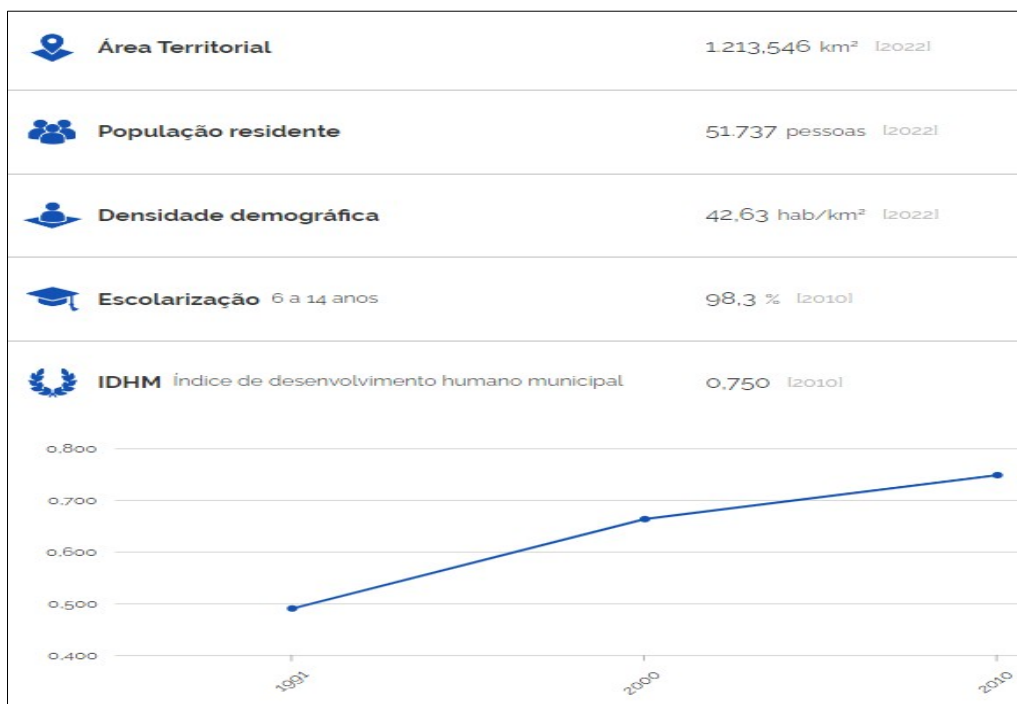 Área Territorial 1.213,546 km² [2022]
População residente 51.737 pessoas [2022]
Densidade demográfica 42,63 hab/km² [2022]
Escolarização 6 a 14 anos 98,3 % [2010]
IDHM Índice de desenvolvimento humano municipal 0,750 [2010]
0,800
0,700
0,600
0,500
0,400
1991 2000 2010